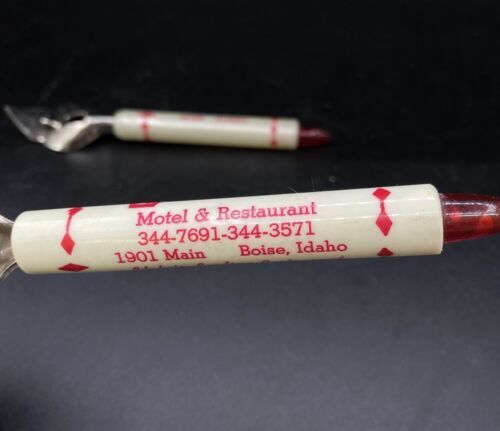 Motel & Restaurant
344-7691-344-3571
1901 Main Boise, Idaho